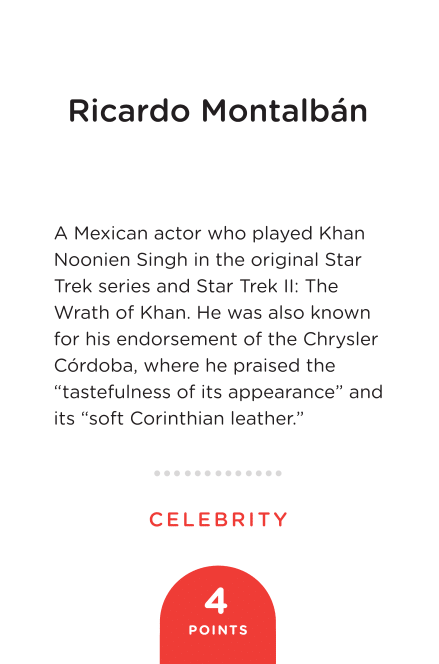 Ricardo Montalbán
A Mexican actor who played Khan
Noonien Singh in the original Star
Trek series and Star Trek II: The
Wrath of Khan. He was also known
for his endorsement of the Chrysler
Córdoba, where he praised the
“tastefulness of its appearance” and
its “soft Corinthian leather.”
CELEBRITY
4
POINTS